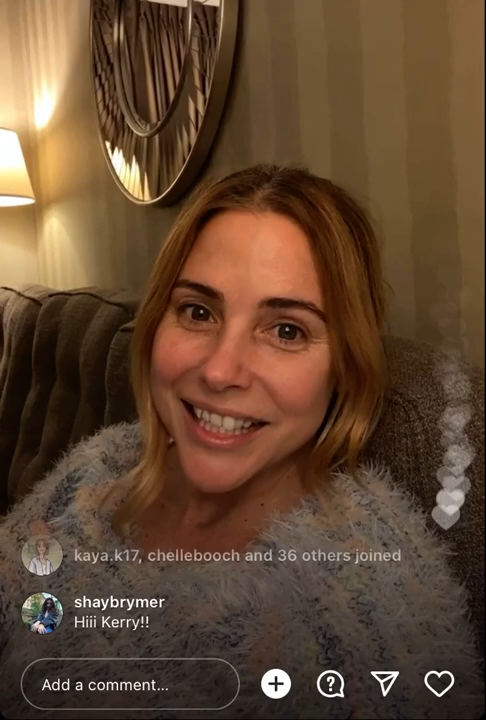 kaya.k17, chellebooch and 36 others joined
shaybrymer
Hiii Kerry!!
Add a comment...